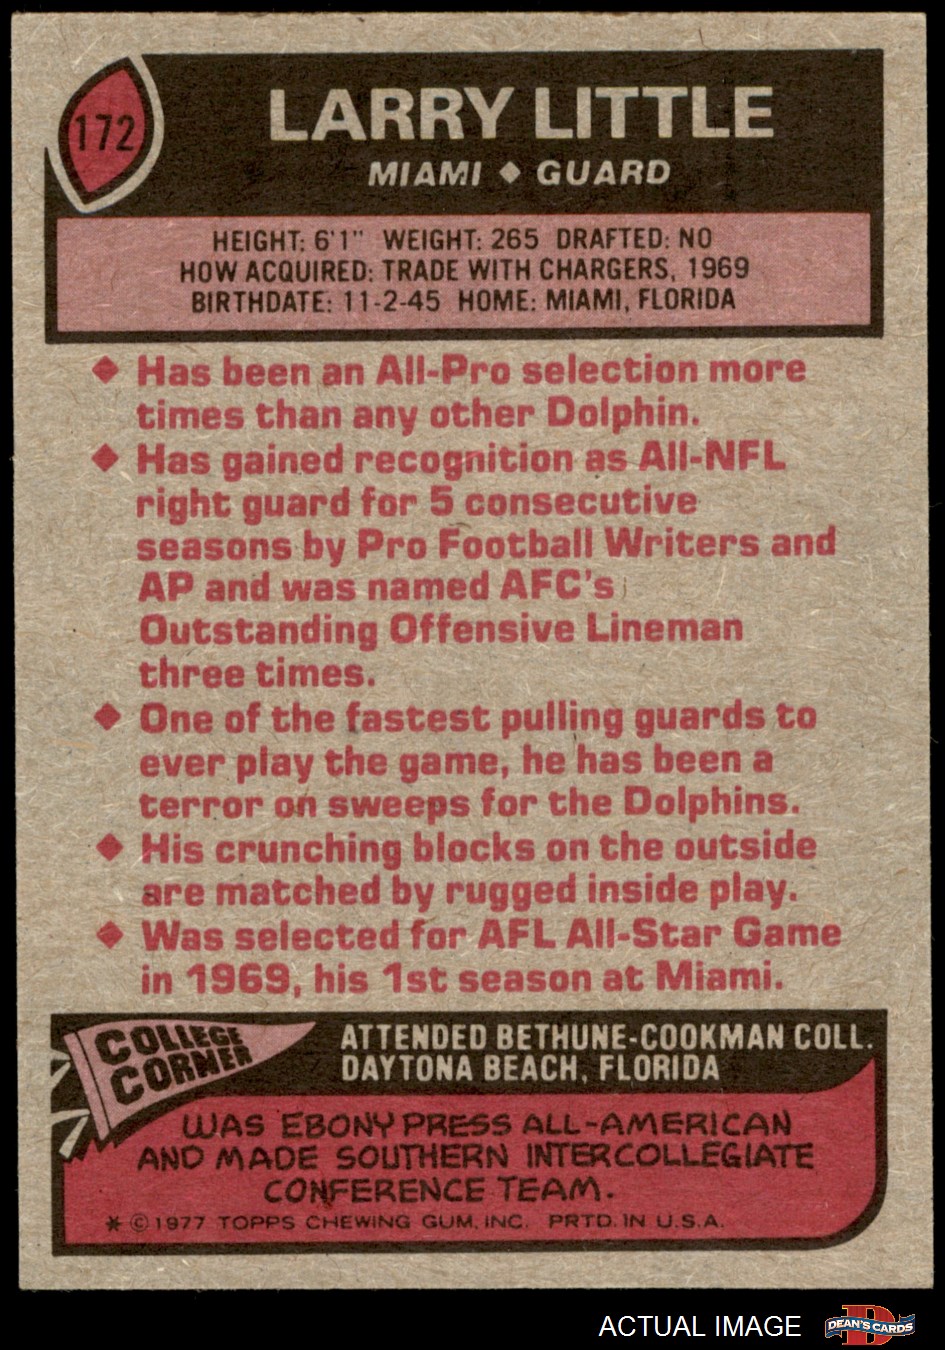 172
LARRY LITTLE
MIAMI ◆ GUARD
HEIGHT: 6'1" WEIGHT: 265 DRAFTED: NO
HOW ACQUIRED: TRADE WITH CHARGERS, 1969
BIRTHDATE: 11-2-45 HOME: MIAMI, FLORIDA
◆ Has been an All-Pro selection more
times than any other Dolphin.
◆ Has gained recognition as All-NFL
right guard for 5 consecutive
seasons by Pro Football Writers and
AP and was named AFC's
Outstanding Offensive Lineman
three times.
◆ One of the fastest pulling guards to
ever play the game, he has been a
terror on sweeps for the Dolphins.
◆ His crunching blocks on the outside
are matched by rugged inside play.
◆ Was selected for AFL All-Star Game
in 1969, his 1st season at Miami.
COLLEGE
CORNER
ATTENDED BETHUNE-COOKMAN COLL.
DAYTONA BEACH, FLORIDA
WAS EBONY PRESS ALL-AMERICAN
AND MADE SOUTHERN INTERCOLLEGIATE
CONFERENCE TEAM.
* © 1977 TOPPS CHEWING GUM, INC. PRTD. IN U.S.A.
ACTUAL IMAGE
D
DEAN'S CARDS